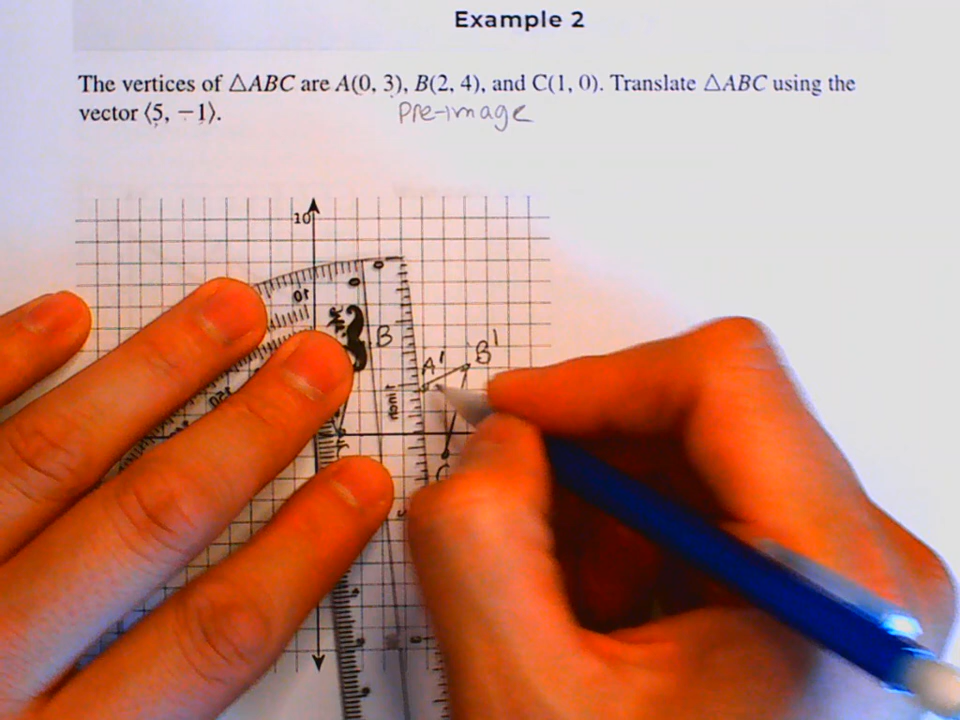 Example 2
The vertices of △ABC are A(0, 3), B(2, 4), and C(1, 0). Translate △ABC using the
vector ⟨5, −1⟩.
Pre-image
10
B
A'
B'
C